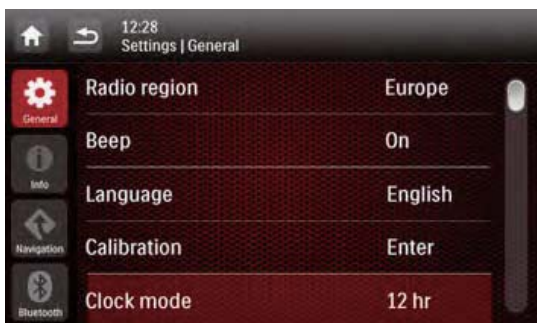 12:28
Settings | General
General
Radio region Europe
Beep On
Info
Language English
Navigation
Calibration Enter
Bluetooth
Clock mode 12 hr